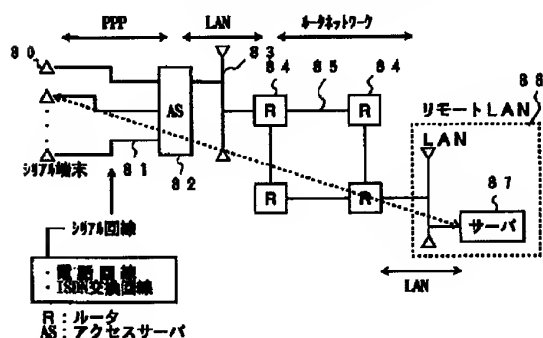 PPP LAN ルータネットワーク
80 83 84 85 84 88
AS R R リモートLAN
LAN
81 82 R R 87
シリアル端末 サーバ
シリアル回線
LAN
・電話回線
・ISDN交換回線
R:ルータ
AS:アクセスサーバ